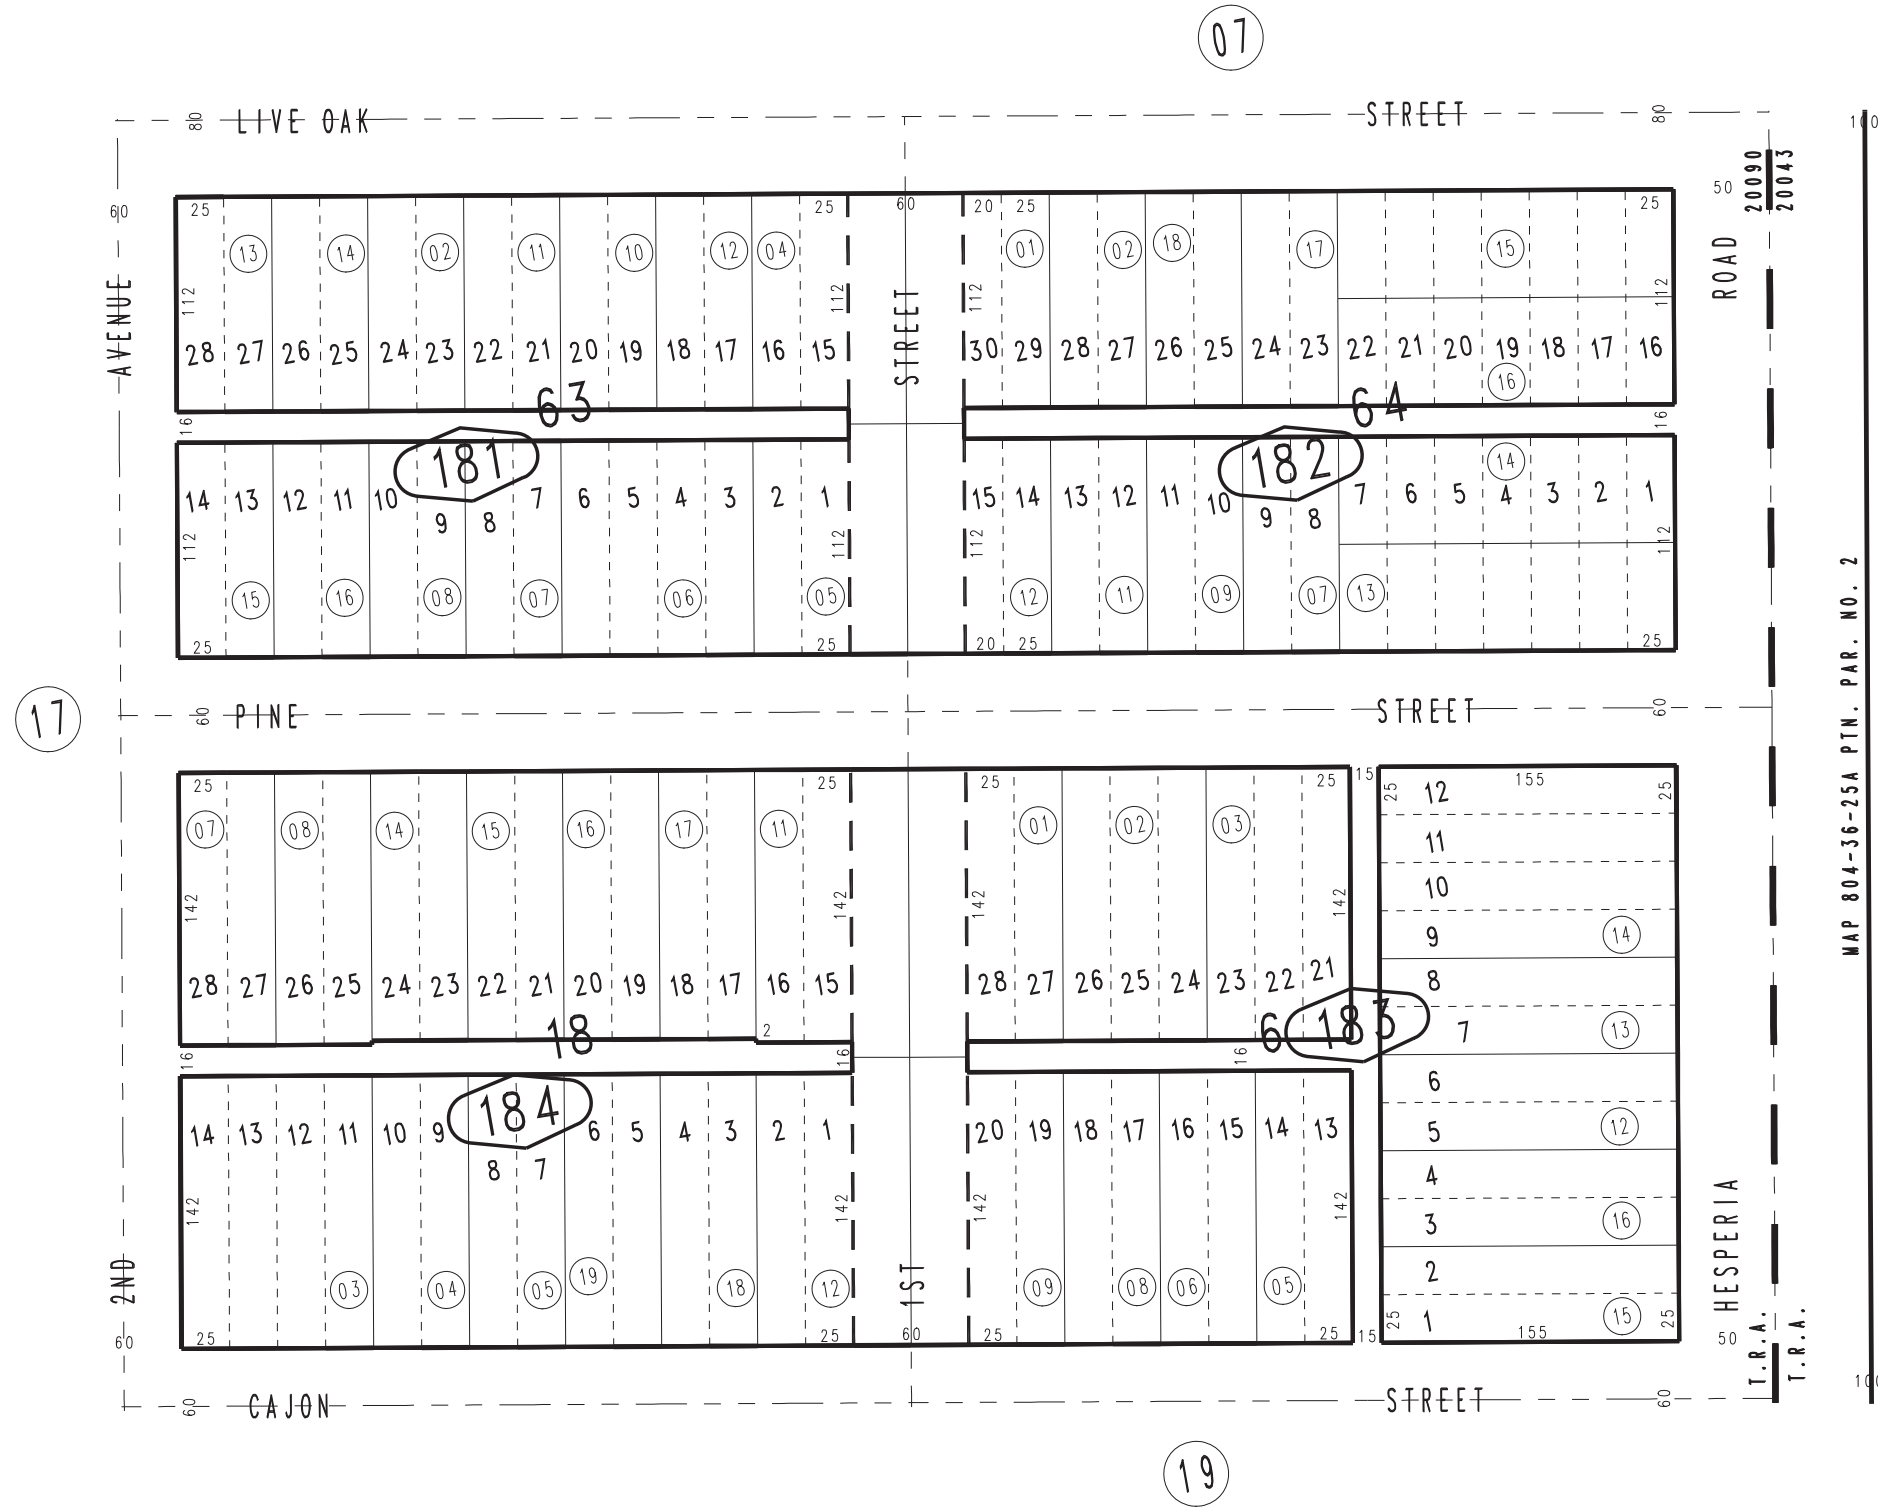 07
80 LIVE OAK STREET 80
100
60 AVENUE
STREET
50 ROAD
20090
20043
25 25 60 20 25 25
13 14 02 11 10 12 04 01 02 18 17 15
112 112 112 112
28 27 26 25 24 23 22 21 20 19 18 17 16 15 30 29 28 27 26 25 24 23 22 21 20 19 18 17 16
16
63 64
16 16
181 182 14
14 13 12 11 10 9 8 7 6 5 4 3 2 1 15 14 13 12 11 10 9 8 7 6 5 4 3 2 1
112 112 112 112
15 16 08 07 06 05 12 11 09 07 13
25 25 20 25 25
17
60 PINE STREET 60
MAP 804-36-25A PTN. PAR. NO. 2
25 25 25 25 15 25 12 155 25
07 08 14 15 16 17 11 01 02 03
11
142 142 142 142
10
9 14
28 27 26 25 24 23 22 21 20 19 18 17 16 15 28 27 26 25 24 23 22 21 8
18 2 6 183 7 13
16 16 16
184 6
14 13 12 11 10 9 8 7 6 5 4 3 2 1 20 19 18 17 16 15 14 13 5 12
4
142 142 142 142
3 16
2ND 1ST HESPERIA
03 04 05 19 18 12 09 08 06 05 2
25 1 15 25
60 25 25 60 25 25 15 155 50
T.R.A.
T.R.A.
60 CAJON STREET 60
19